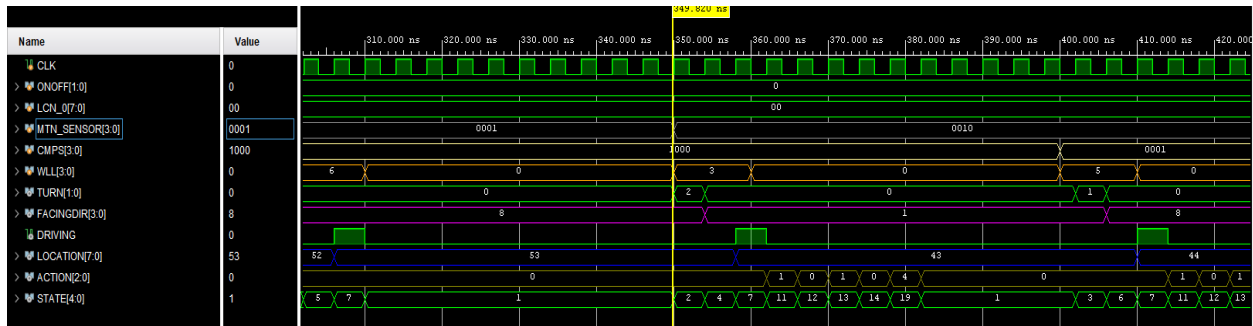 349.820 ns
Name Value 310.000 ns 320.000 ns 330.000 ns 340.000 ns 350.000 ns 360.000 ns 370.000 ns 380.000 ns 390.000 ns 400.000 ns 410.000 ns 420.000
CLK 0
> ONOFF[1:0] 0 0
> LCN_0[7:0] 00 00
> MTN_SENSOR[3:0] 0001 0001 0010
> CMPS[3:0] 1000 1000 0001
> WLL[3:0] 0 6 0 3 0 5 0
> TURN[1:0] 0 0 2 0 1 0
> FACINGDIR[3:0] 8 8 1 8
DRIVING 0
> LOCATION[7:0] 53 52 53 43 44
> ACTION[2:0] 0 0 1 0 1 0 4 0 1 0 1
> STATE[4:0] 1 5 7 1 2 4 7 11 12 13 14 19 1 3 6 7 11 12 13